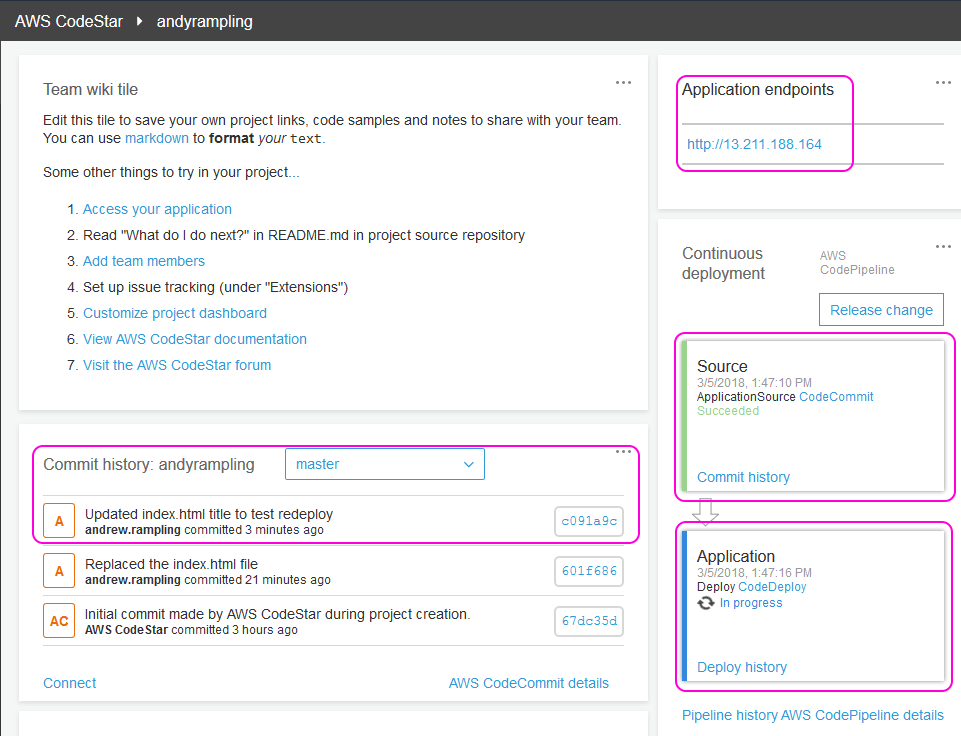 AWS CodeStar andyrampling
Team wiki tile
Edit this tile to save your own project links, code samples and notes to share with your team.
You can use markdown to format your text.
Some other things to try in your project...
1. Access your application
2. Read "What do I do next?" in README.md in project source repository
3. Add team members
4. Set up issue tracking (under "Extensions")
5. Customize project dashboard
6. View AWS CodeStar documentation
7. Visit the AWS CodeStar forum
Commit history: andyrampling master
A Updated index.html title to test redeploy
andrew.rampling committed 3 minutes ago
c091a9c
A Replaced the index.html file
andrew.rampling committed 21 minutes ago
601f686
AC Initial commit made by AWS CodeStar during project creation.
AWS CodeStar committed 3 hours ago
67dc35d
Connect AWS CodeCommit details
Application endpoints
http://13.211.188.164
Continuous
deployment
AWS
CodePipeline
Release change
Source
3/5/2018, 1:47:10 PM
ApplicationSource CodeCommit
Succeeded
Commit history
Application
3/5/2018, 1:47:16 PM
Deploy CodeDeploy
In progress
Deploy history
Pipeline history AWS CodePipeline details